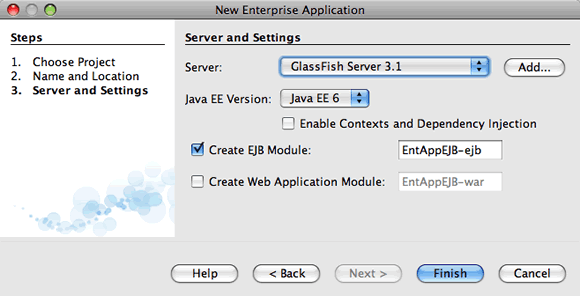 New Enterprise Application
Steps
1. Choose Project
2. Name and Location
3. Server and Settings
Server and Settings
Server: GlassFish Server 3.1 Add...
Java EE Version: Java EE 6
Enable Contexts and Dependency Injection
Create EJB Module: EntAppEJB-ejb
Create Web Application Module: EntAppEJB-war
Help < Back Next > Finish Cancel